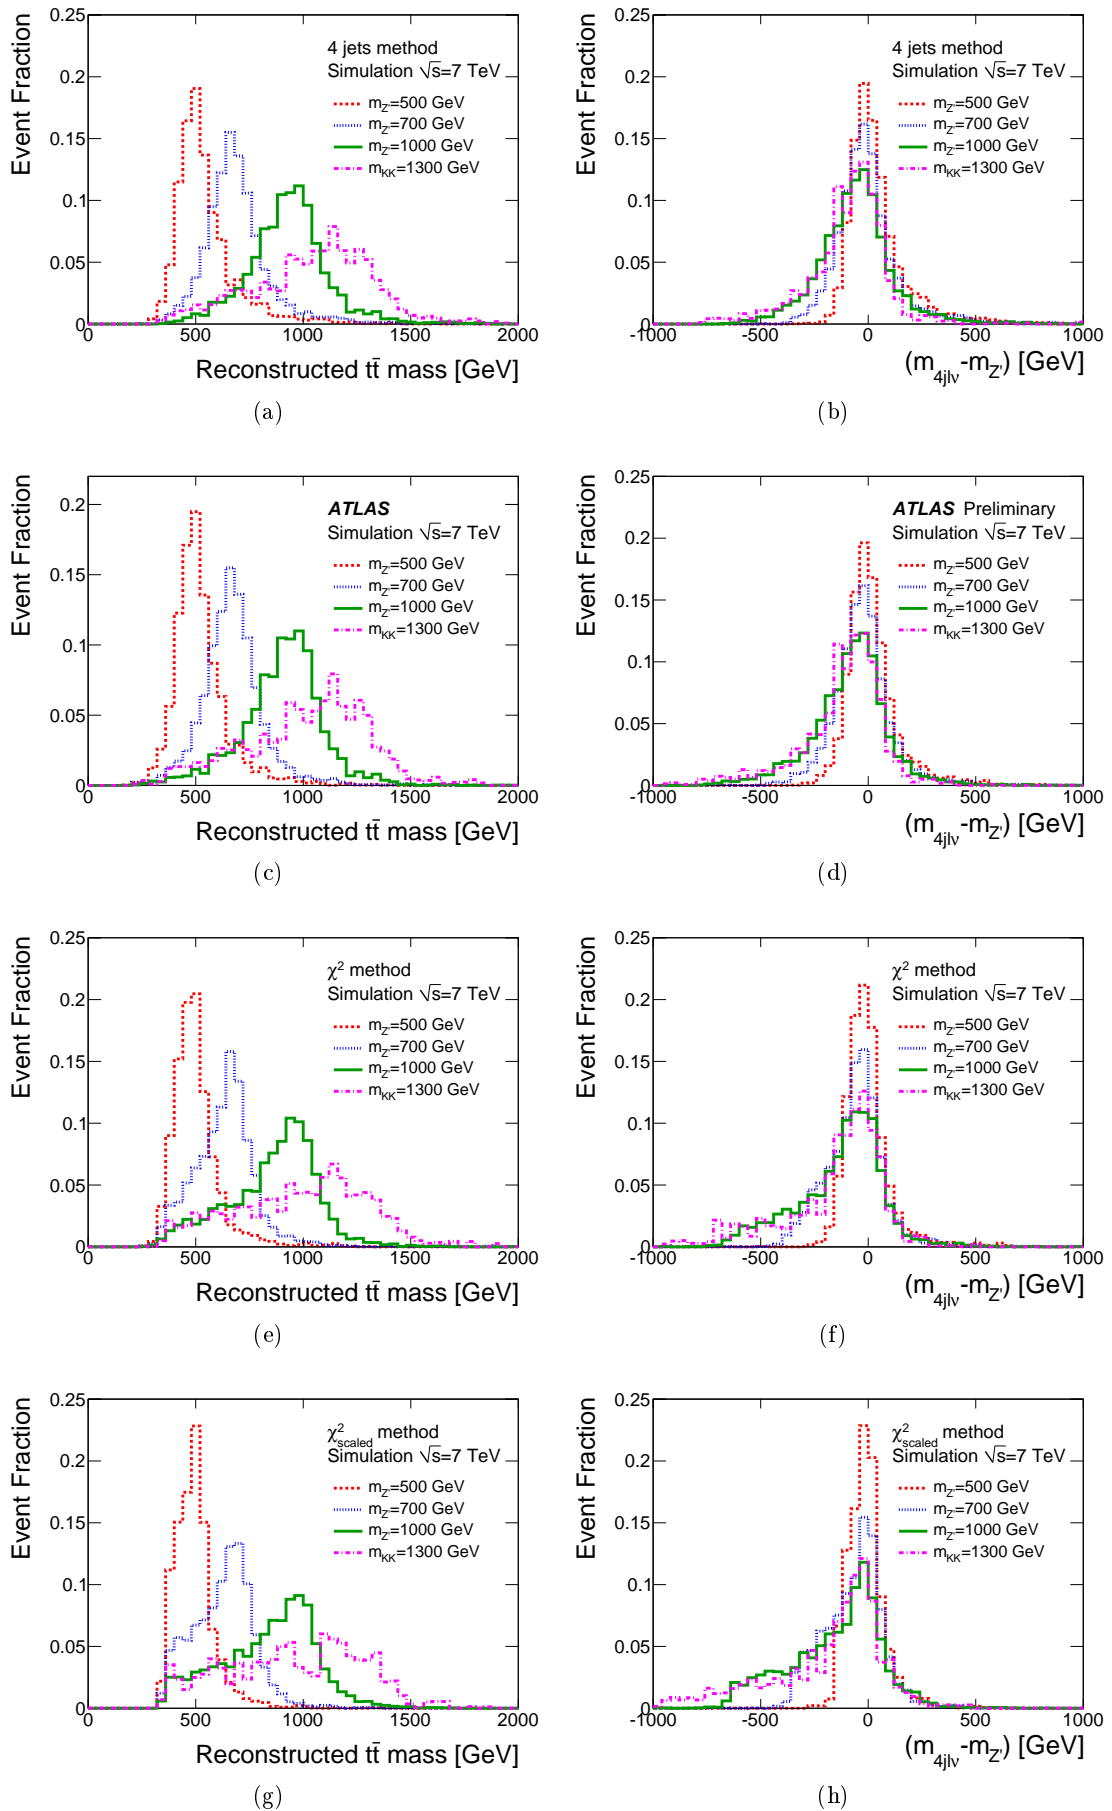 Event Fraction
0.25
0.2
0.15
0.1
0.05
0
4 jets method
Simulation √s=7 TeV
m_Z'=500 GeV
m_Z'=700 GeV
m_Z'=1000 GeV
m_KK=1300 GeV
0 500 1000 1500 2000
Reconstructed tt̄ mass [GeV]
(a)
Event Fraction
0.25
0.2
0.15
0.1
0.05
0
4 jets method
Simulation √s=7 TeV
m_Z'=500 GeV
m_Z'=700 GeV
m_Z'=1000 GeV
m_KK=1300 GeV
-1000 -500 0 500 1000
(m_4jlν-m_Z') [GeV]
(b)
Event Fraction
0.2
0.15
0.1
0.05
0
ATLAS
Simulation √s=7 TeV
m_Z'=500 GeV
m_Z'=700 GeV
m_Z'=1000 GeV
m_KK=1300 GeV
0 500 1000 1500 2000
Reconstructed tt̄ mass [GeV]
(c)
Event Fraction
0.25
0.2
0.15
0.1
0.05
0
ATLAS Preliminary
Simulation √s=7 TeV
m_Z'=500 GeV
m_Z'=700 GeV
m_Z'=1000 GeV
m_KK=1300 GeV
-1000 -500 0 500 1000
(m_4jlν-m_Z') [GeV]
(d)
Event Fraction
0.25
0.2
0.15
0.1
0.05
0
χ² method
Simulation √s=7 TeV
m_Z'=500 GeV
m_Z'=700 GeV
m_Z'=1000 GeV
m_KK=1300 GeV
0 500 1000 1500 2000
Reconstructed tt̄ mass [GeV]
(e)
Event Fraction
0.25
0.2
0.15
0.1
0.05
0
χ² method
Simulation √s=7 TeV
m_Z'=500 GeV
m_Z'=700 GeV
m_Z'=1000 GeV
m_KK=1300 GeV
-1000 -500 0 500 1000
(m_4jlν-m_Z') [GeV]
(f)
Event Fraction
0.25
0.2
0.15
0.1
0.05
0
χ²_scaled method
Simulation √s=7 TeV
m_Z'=500 GeV
m_Z'=700 GeV
m_Z'=1000 GeV
m_KK=1300 GeV
0 500 1000 1500 2000
Reconstructed tt̄ mass [GeV]
(g)
Event Fraction
0.25
0.2
0.15
0.1
0.05
0
χ²_scaled method
Simulation √s=7 TeV
m_Z'=500 GeV
m_Z'=700 GeV
m_Z'=1000 GeV
m_KK=1300 GeV
-1000 -500 0 500 1000
(m_4jlν-m_Z') [GeV]
(h)